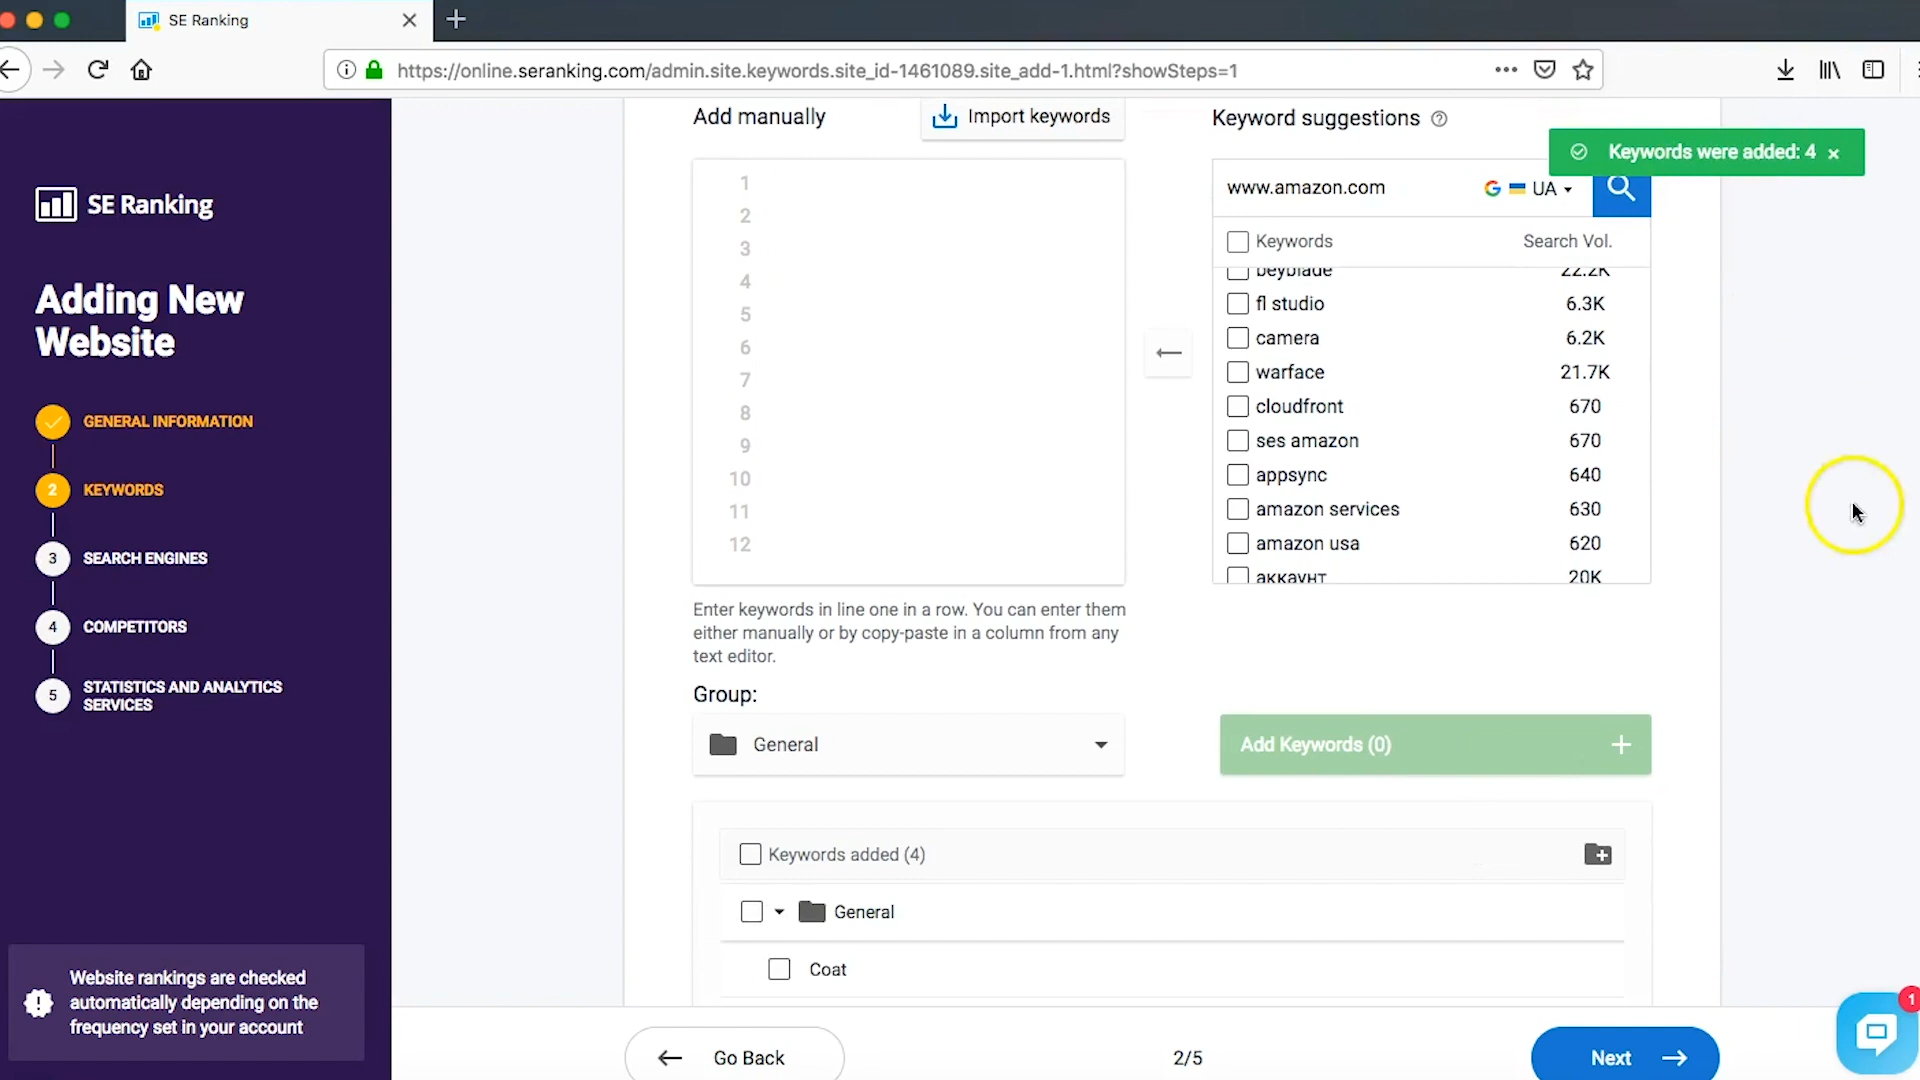 SE Ranking
https://online.seranking.com/admin.site.keywords.site_id-1461089.site_add-1.html?showSteps=1
SE Ranking
Adding New
Website
GENERAL INFORMATION
2 KEYWORDS
3 SEARCH ENGINES
4 COMPETITORS
5 STATISTICS AND ANALYTICS
SERVICES
Website rankings are checked
automatically depending on the
frequency set in your account
Add manually
Import keywords
1
2
3
4
5
6
7
8
9
10
11
12
Enter keywords in line one in a row. You can enter them
either manually or by copy-paste in a column from any
text editor.
Group:
General
Keyword suggestions ?
Keywords were added: 4 ×
www.amazon.com G UA
Keywords Search Vol.
beyblade 22.2K
fl studio 6.3K
camera 6.2K
warface 21.7K
cloudfront 670
ses amazon 670
appsync 640
amazon services 630
amazon usa 620
аккаунт 20K
Add Keywords (0) +
Keywords added (4)
General
Coat
Go Back
2/5
Next
1